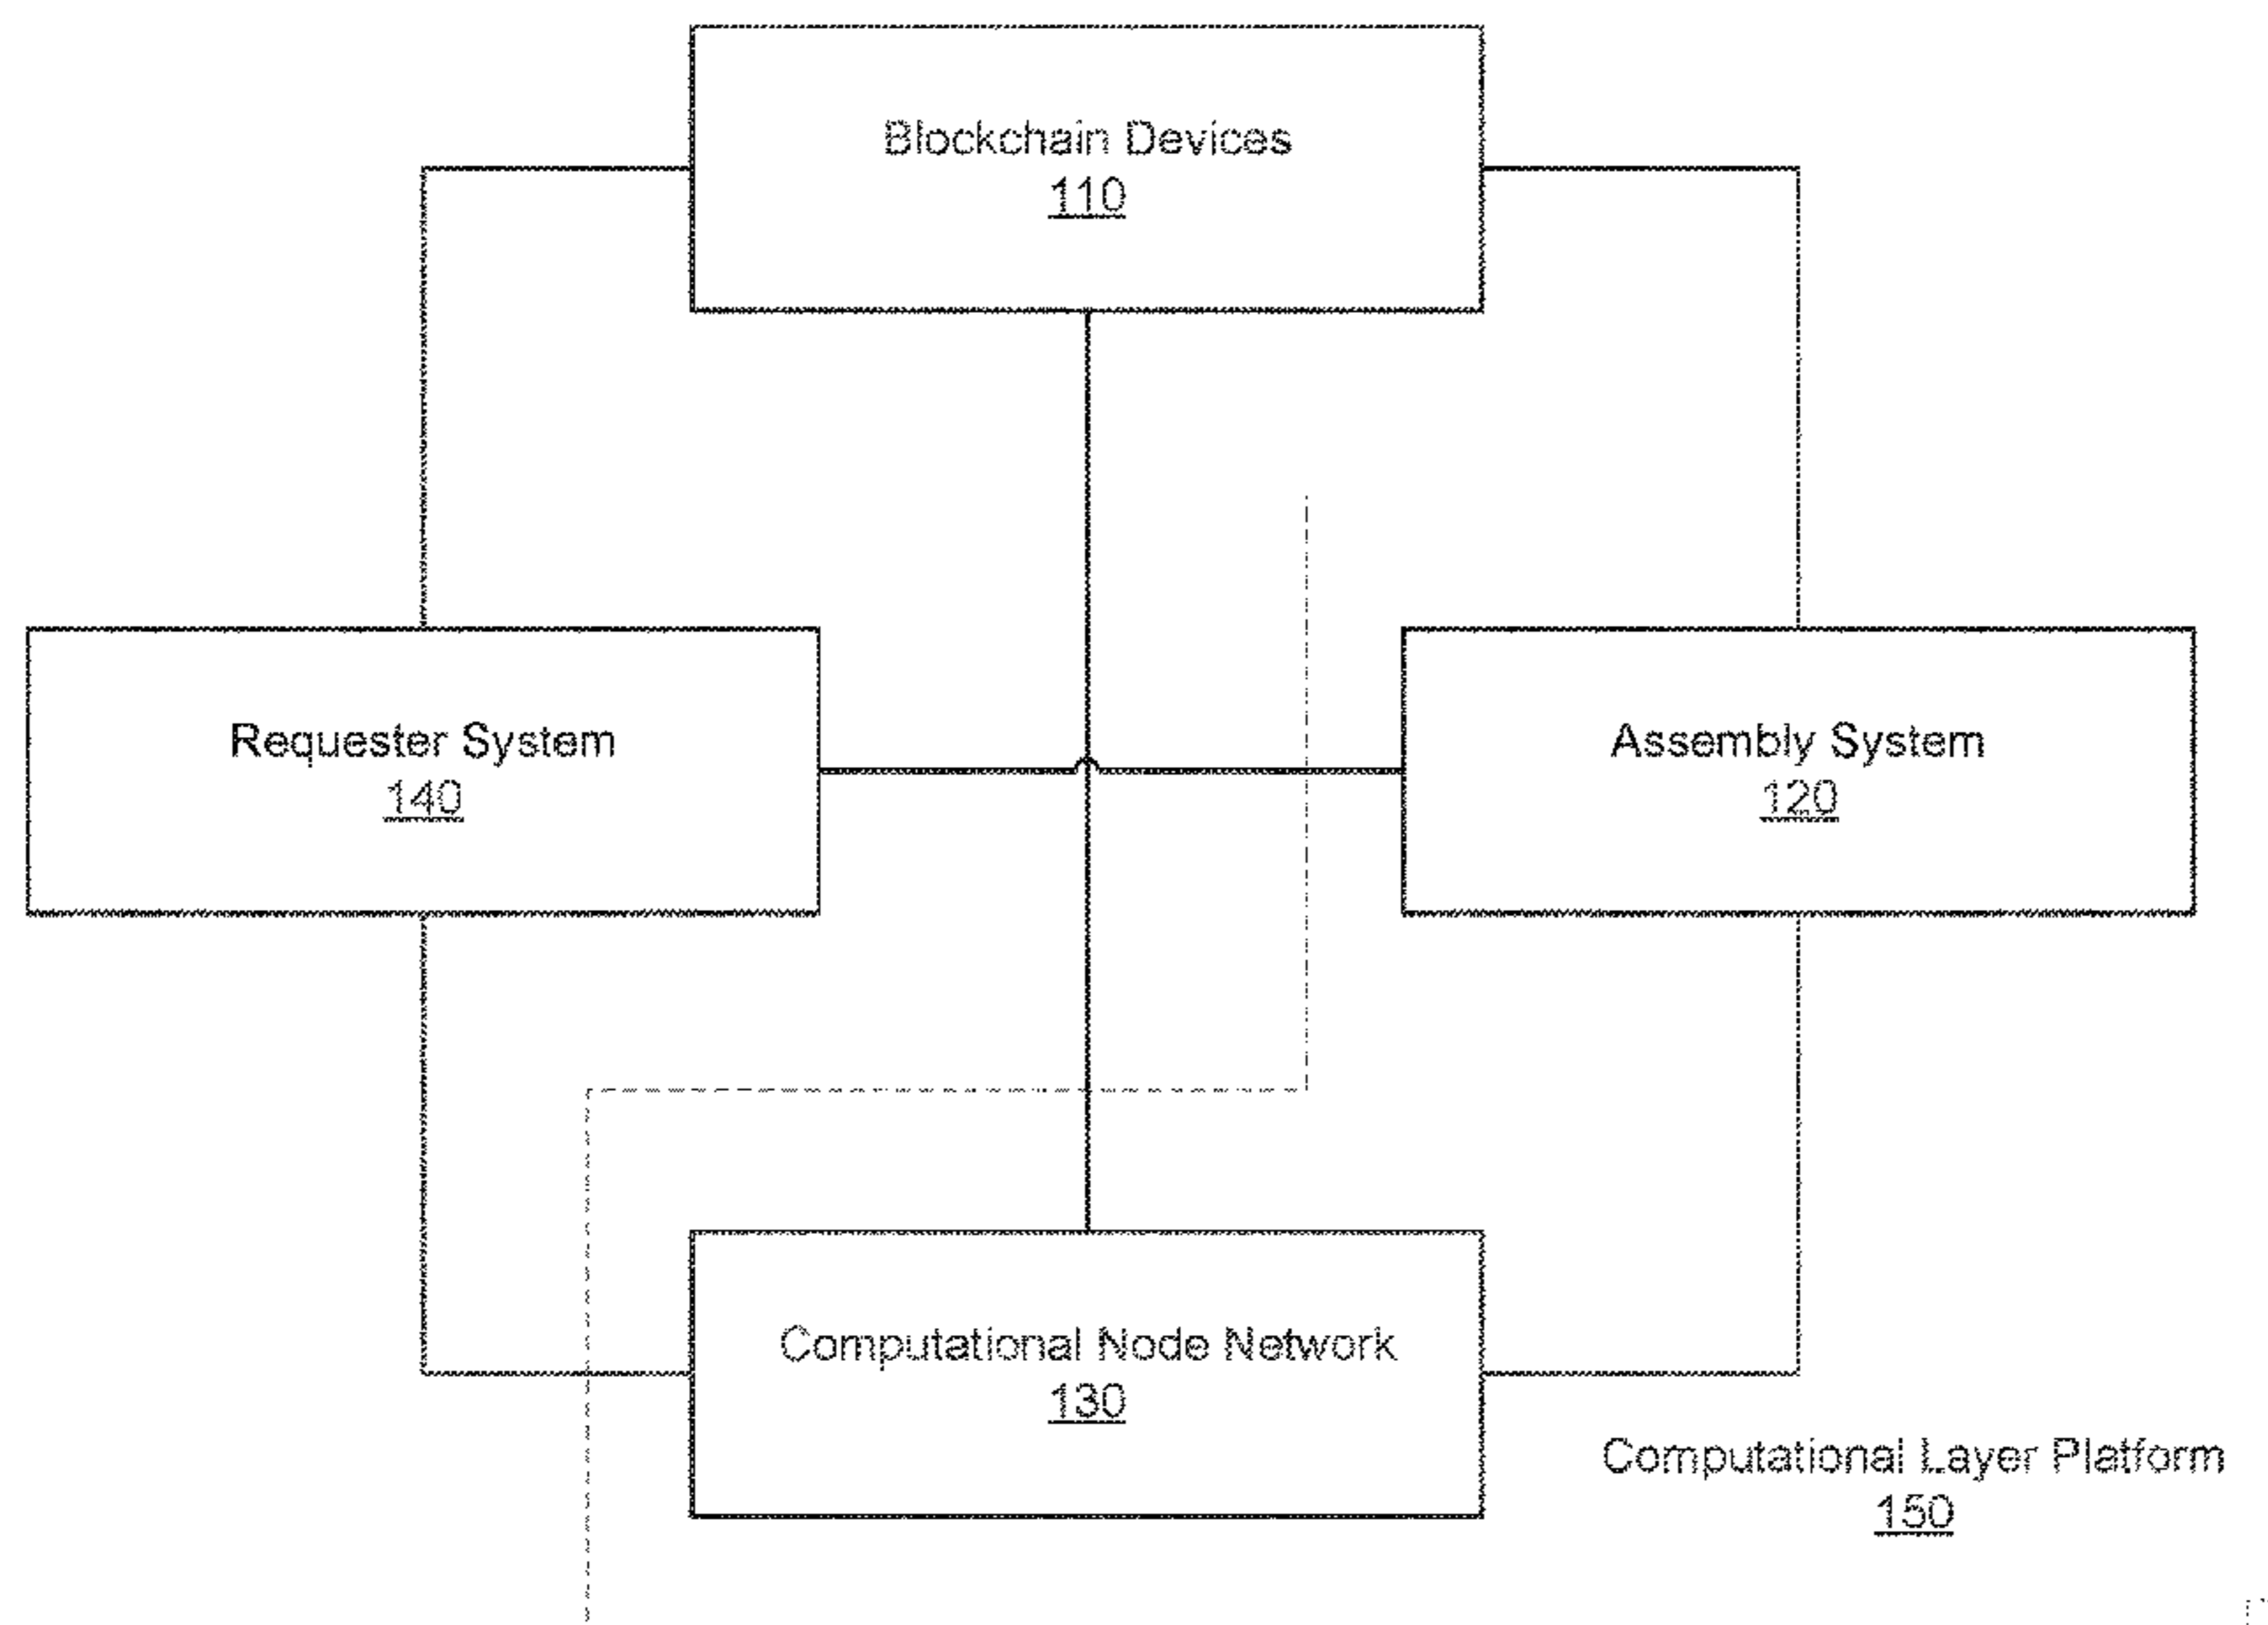 Blockchain Devices
110
Requester System
140
Assembly System
120
Computational Node Network
130
Computational Layer Platform
150